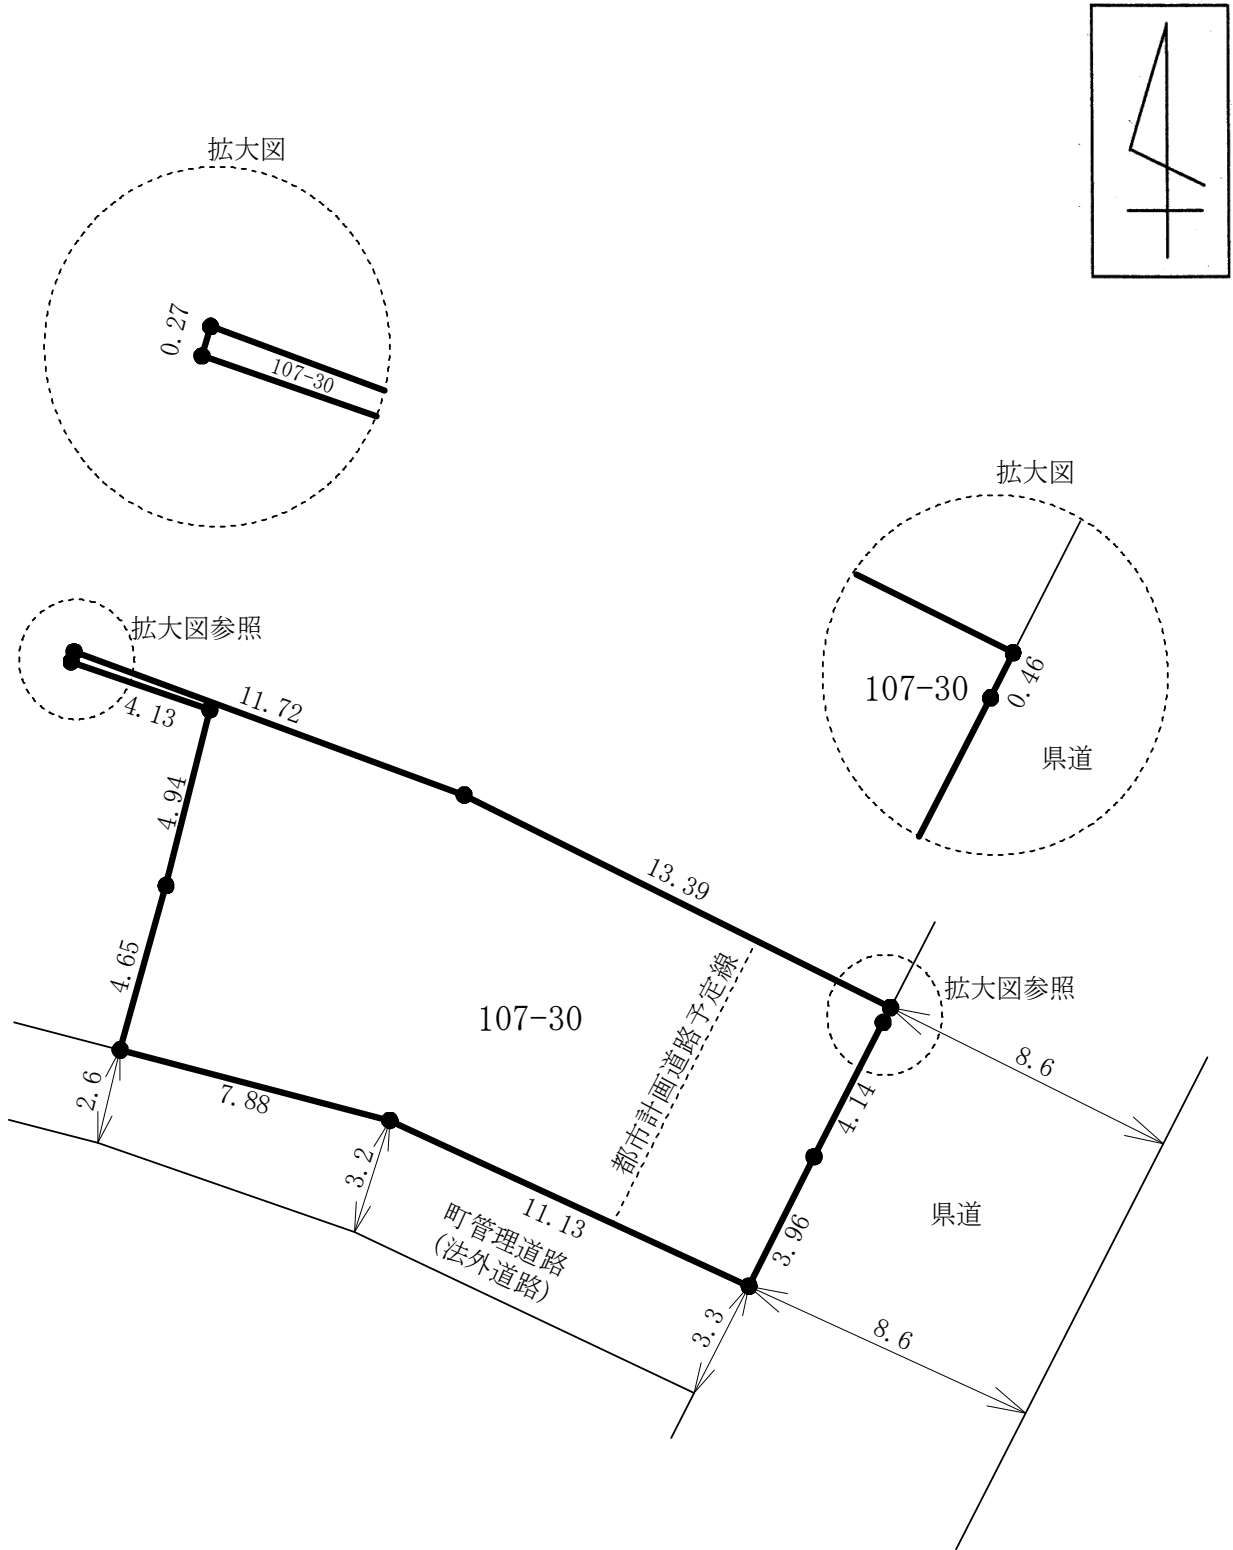 拡大図
0.27
107-30
拡大図
107-30
0.46
県道
拡大図参照
11.72
4.13
4.94
13.39
4.65
都市計画道路予定線
拡大図参照
107-30
8.6
2.6
7.88
4.14
3.2
11.13
県道
町管理道路
(法外道路)
3.96
3.3
8.6